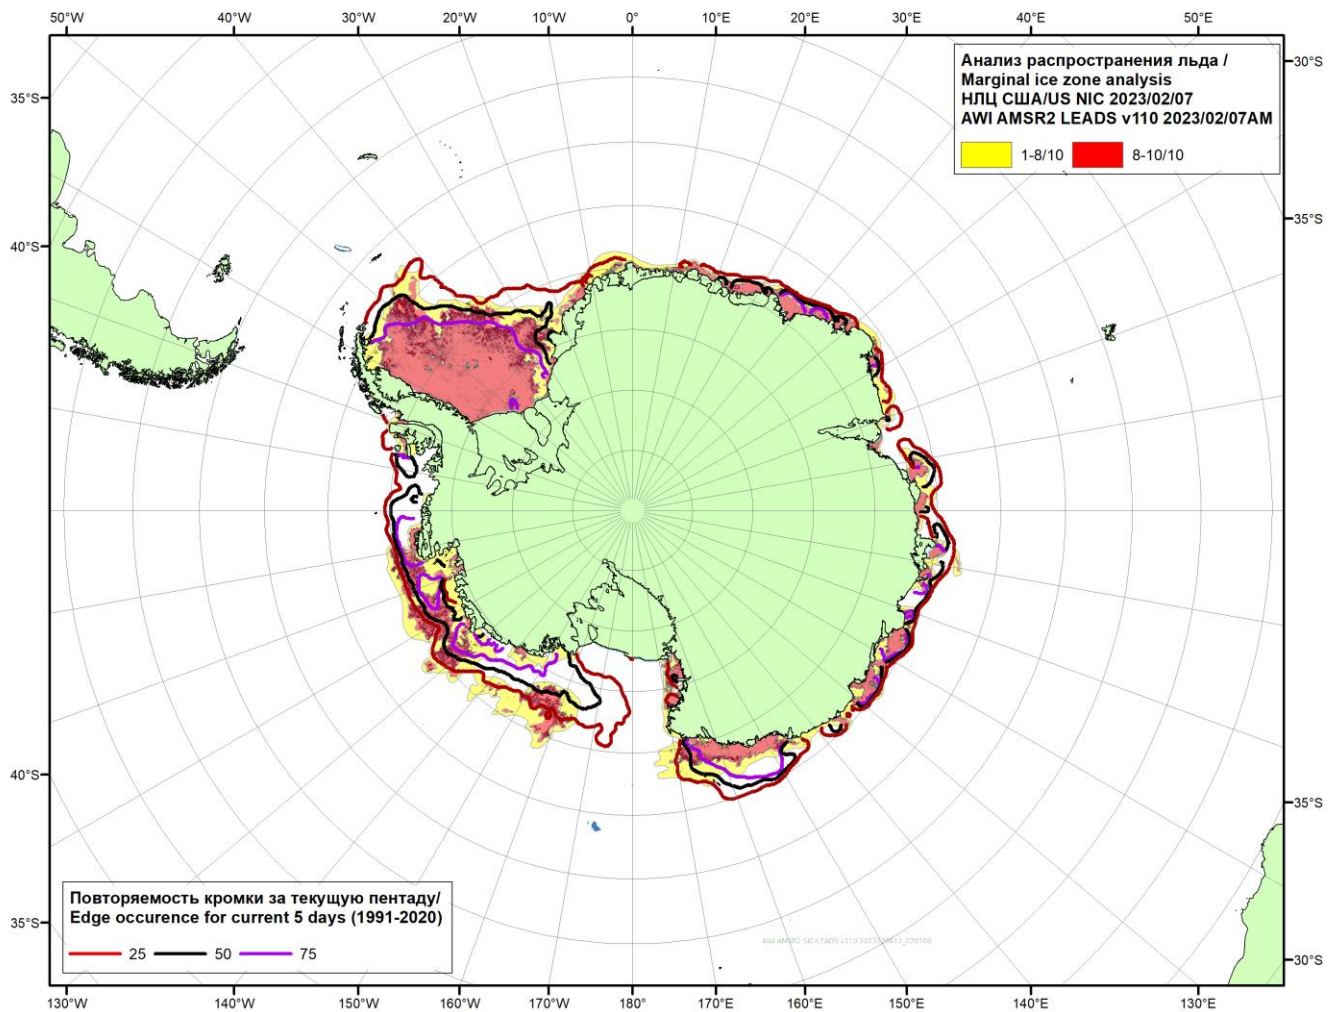 50°W 40°W 30°W 20°W 10°W 0° 10°E 20°E 30°E 40°E 50°E
Анализ распространения льда /
Marginal ice zone analysis
НЛЦ США/US NIC 2023/02/07
AWI AMSR2 LEADS v110 2023/02/07AM
1-8/10 8-10/10
30°S
35°S
35°S
40°S
40°S
35°S
35°S
30°S
Повторяемость кромки за текущую пентаду/
Edge occurence for current 5 days (1991-2020)
25 50 75
130°W 140°W 150°W 160°W 170°W 180° 170°E 160°E 150°E 140°E 130°E